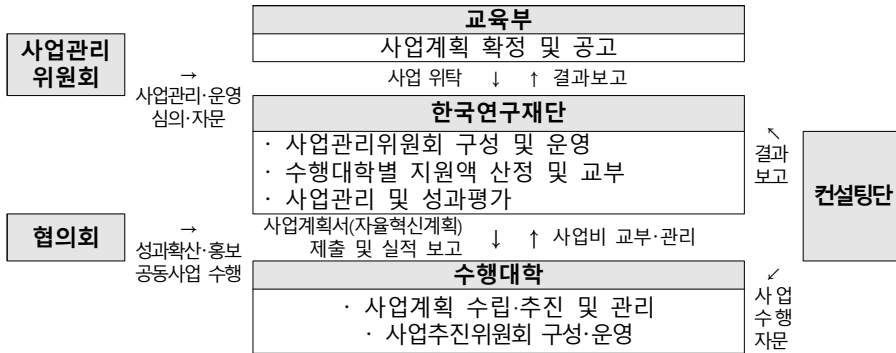 교육부
사업계획 확정 및 공고
사업관리
위원회
→
사업관리·운영
심의·자문
사업 위탁 ↓ ↑ 결과보고
한국연구재단
· 사업관리위원회 구성 및 운영
· 수행대학별 지원액 산정 및 교부
· 사업관리 및 성과평가
↖
결과
보고
컨설팅단
협의회
→
성과확산·홍보
공동사업 수행
사업계획서(자율혁신계획)
제출 및 실적 보고 ↓ ↑ 사업비 교부·관리
수행대학
· 사업계획 수립·추진 및 관리
· 사업추진위원회 구성·운영
↙
사업
수행
자문